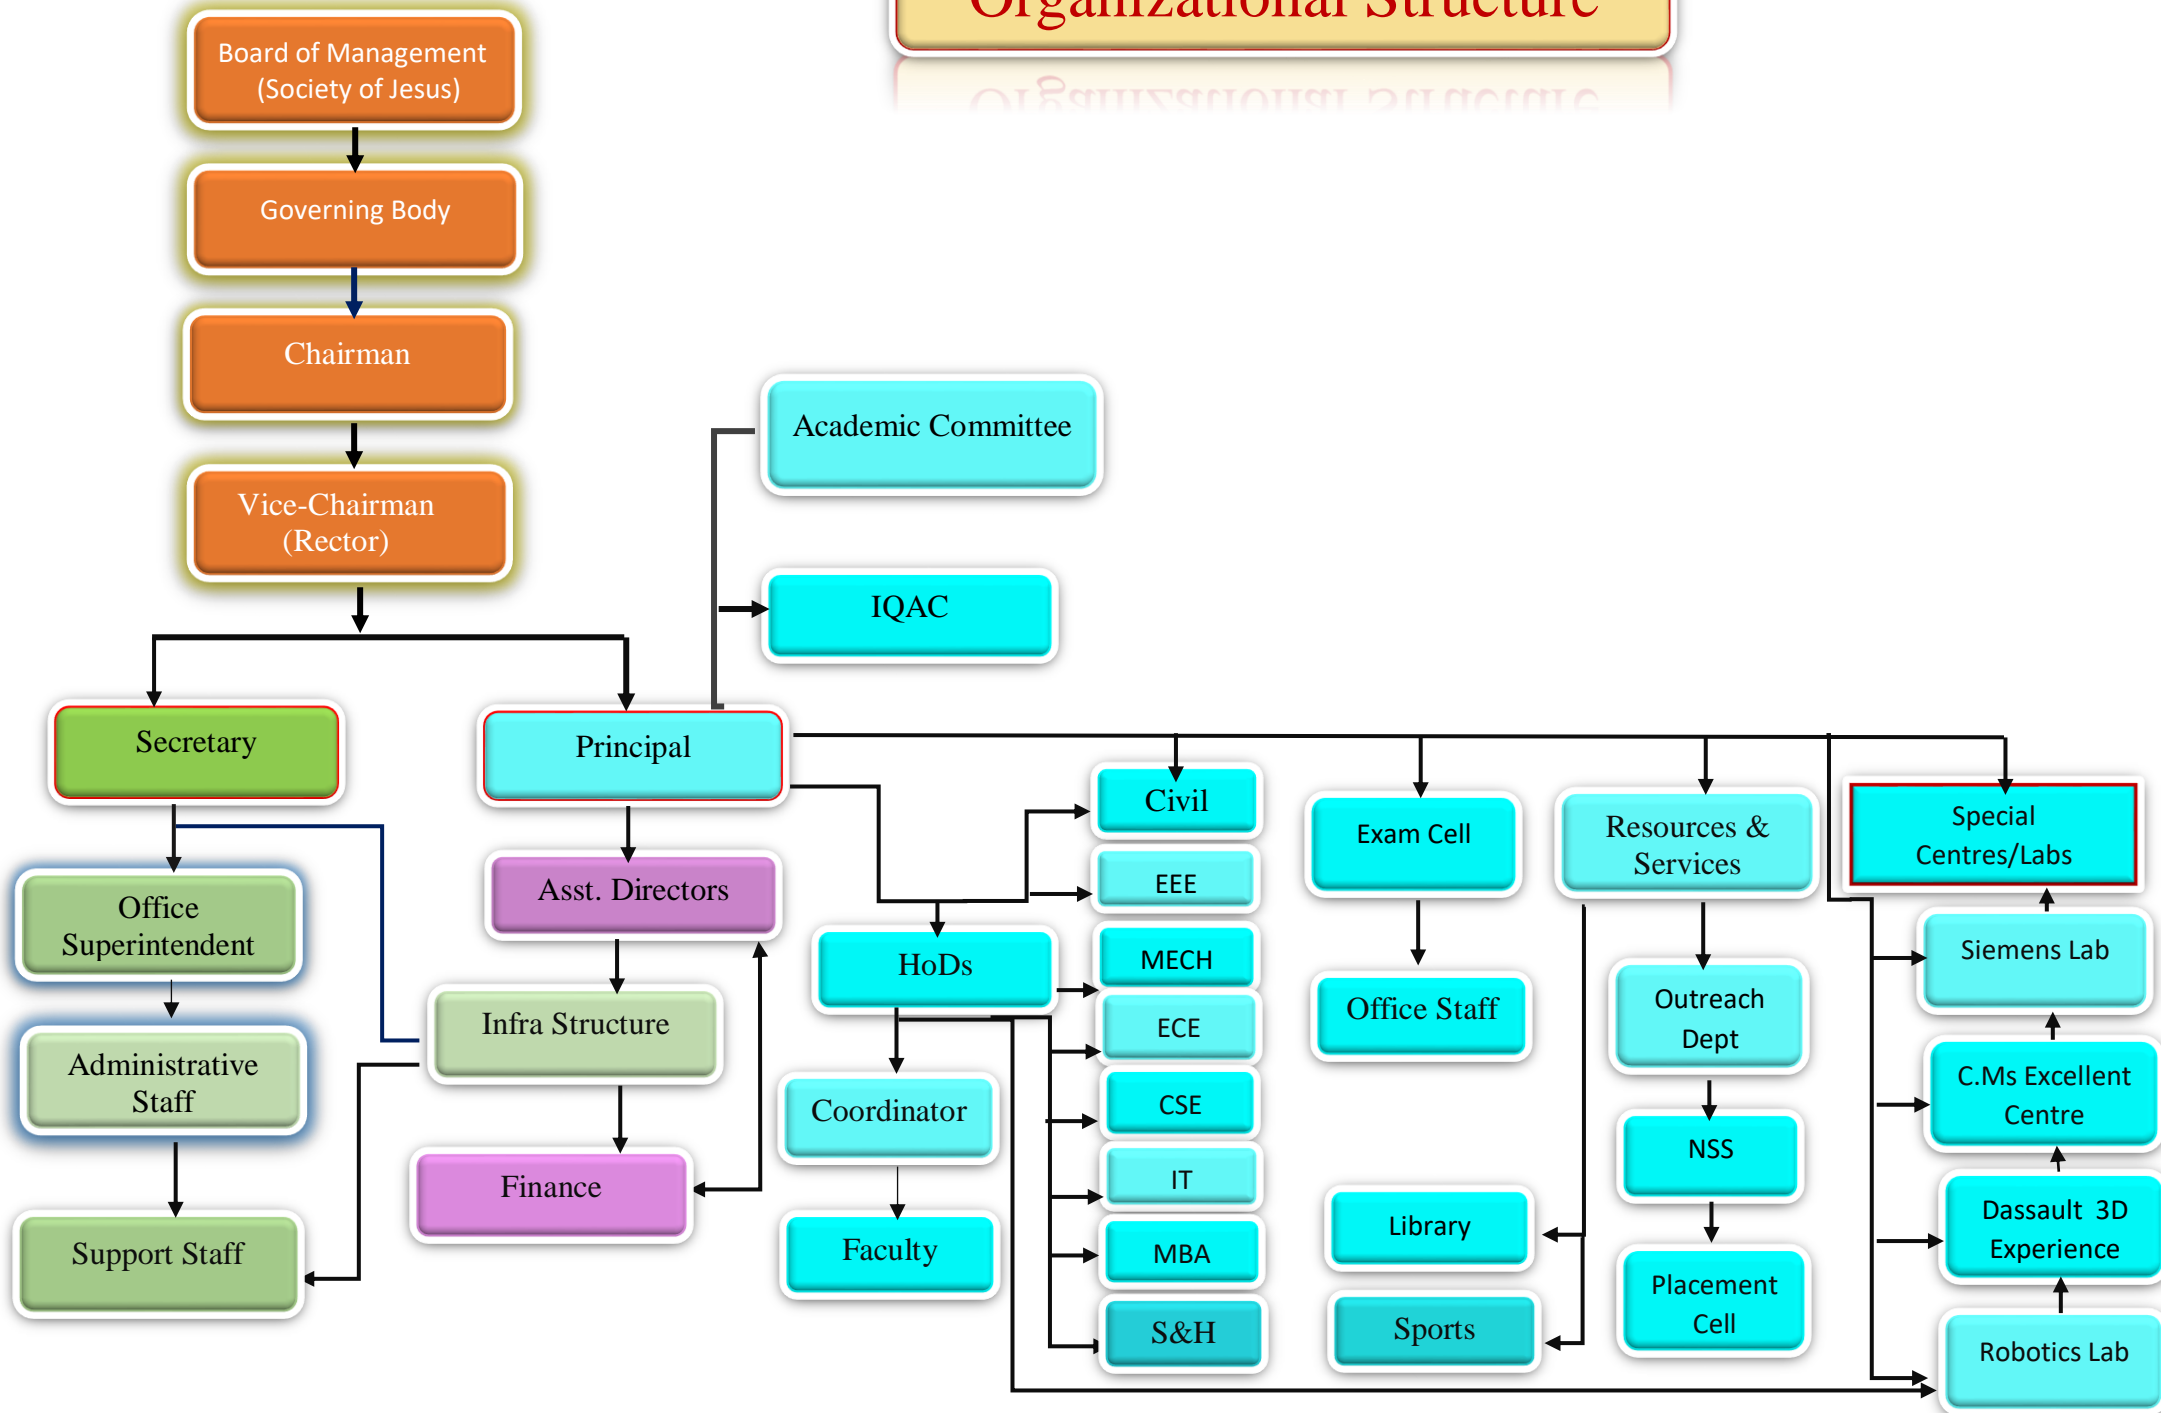 Organizational Structure
Board of Management
(Society of Jesus)
Governing Body
Chairman
Vice-Chairman
(Rector)
Academic Committee
IQAC
Secretary
Principal
Office
Superintendent
Administrative
Staff
Support Staff
Asst. Directors
Infra Structure
Finance
HoDs
Coordinator
Faculty
Civil
EEE
MECH
ECE
CSE
IT
MBA
S&H
Exam Cell
Office Staff
Library
Sports
Resources &
Services
Outreach
Dept
NSS
Placement
Cell
Special
Centres/Labs
Siemens Lab
C.Ms Excellent
Centre
Dassault 3D
Experience
Robotics Lab